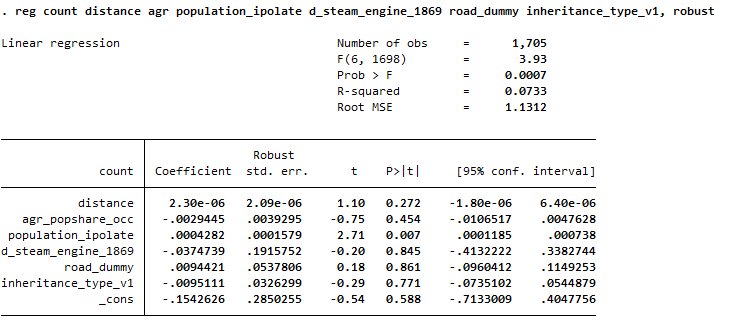 . reg count distance agr population_ipolate d_steam_engine_1869 road_dummy inheritance_type_v1, robust
Linear regression Number of obs = 1,705
F(6, 1698) = 3.93
Prob > F = 0.0007
R-squared = 0.0733
Root MSE = 1.1312
Robust
count Coefficient std. err. t P>|t| [95% conf. interval]
distance 2.30e-06 2.09e-06 1.10 0.272 -1.80e-06 6.40e-06
agr_popshare_occ -.0029445 .0039295 -0.75 0.454 -.0106517 .0047628
population_ipolate .0004282 .0001579 2.71 0.007 .0001185 .000738
d_steam_engine_1869 -.0374739 .1915752 -0.20 0.845 -.4132222 .3382744
road_dummy .0094421 .0537806 0.18 0.861 -.0960412 .1149253
inheritance_type_v1 -.0095111 .0326299 -0.29 0.771 -.0735102 .0544879
_cons -.1542626 .2850255 -0.54 0.588 -.7133009 .4047756